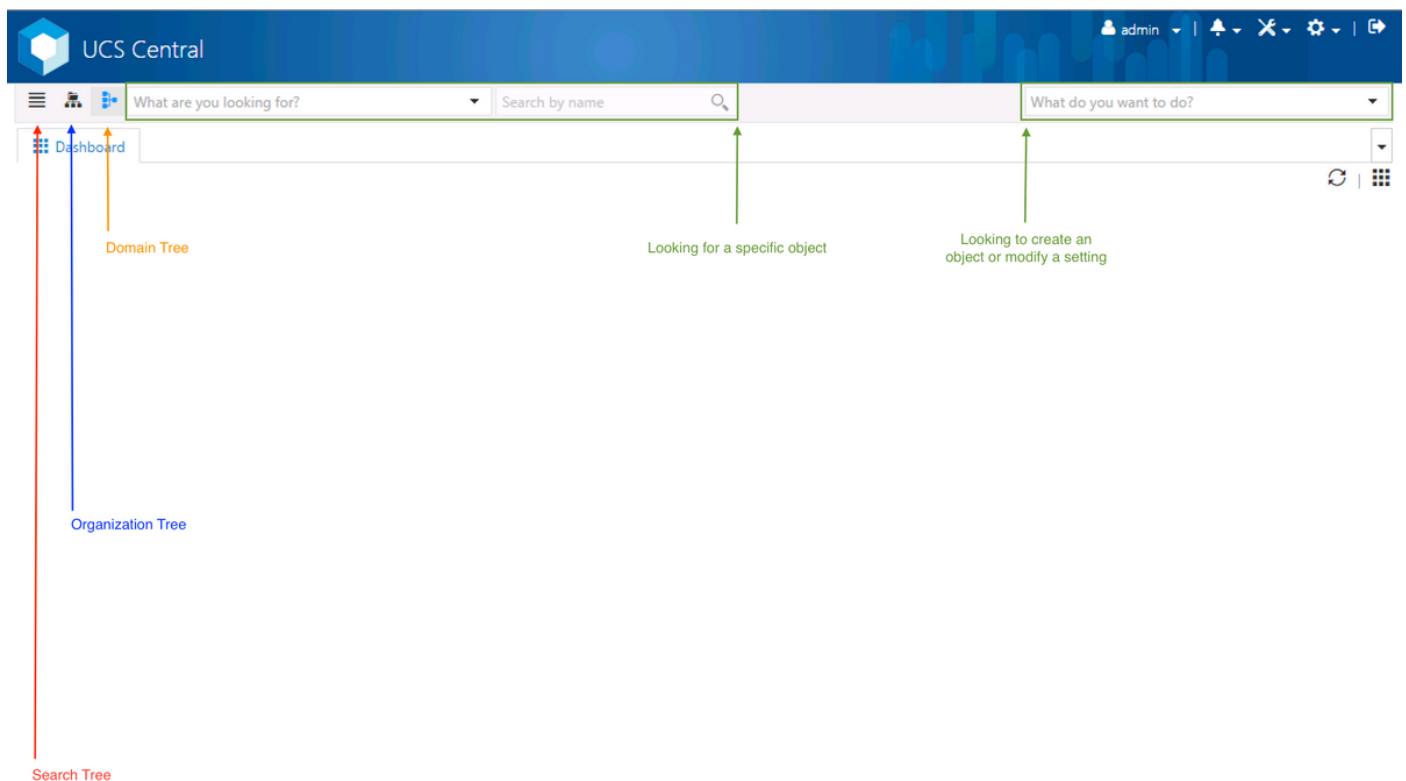 UCS Central
admin
What are you looking for?
Search by name
What do you want to do?
Dashboard
Domain Tree
Looking for a specific object
Looking to create an
object or modify a setting
Organization Tree
Search Tree